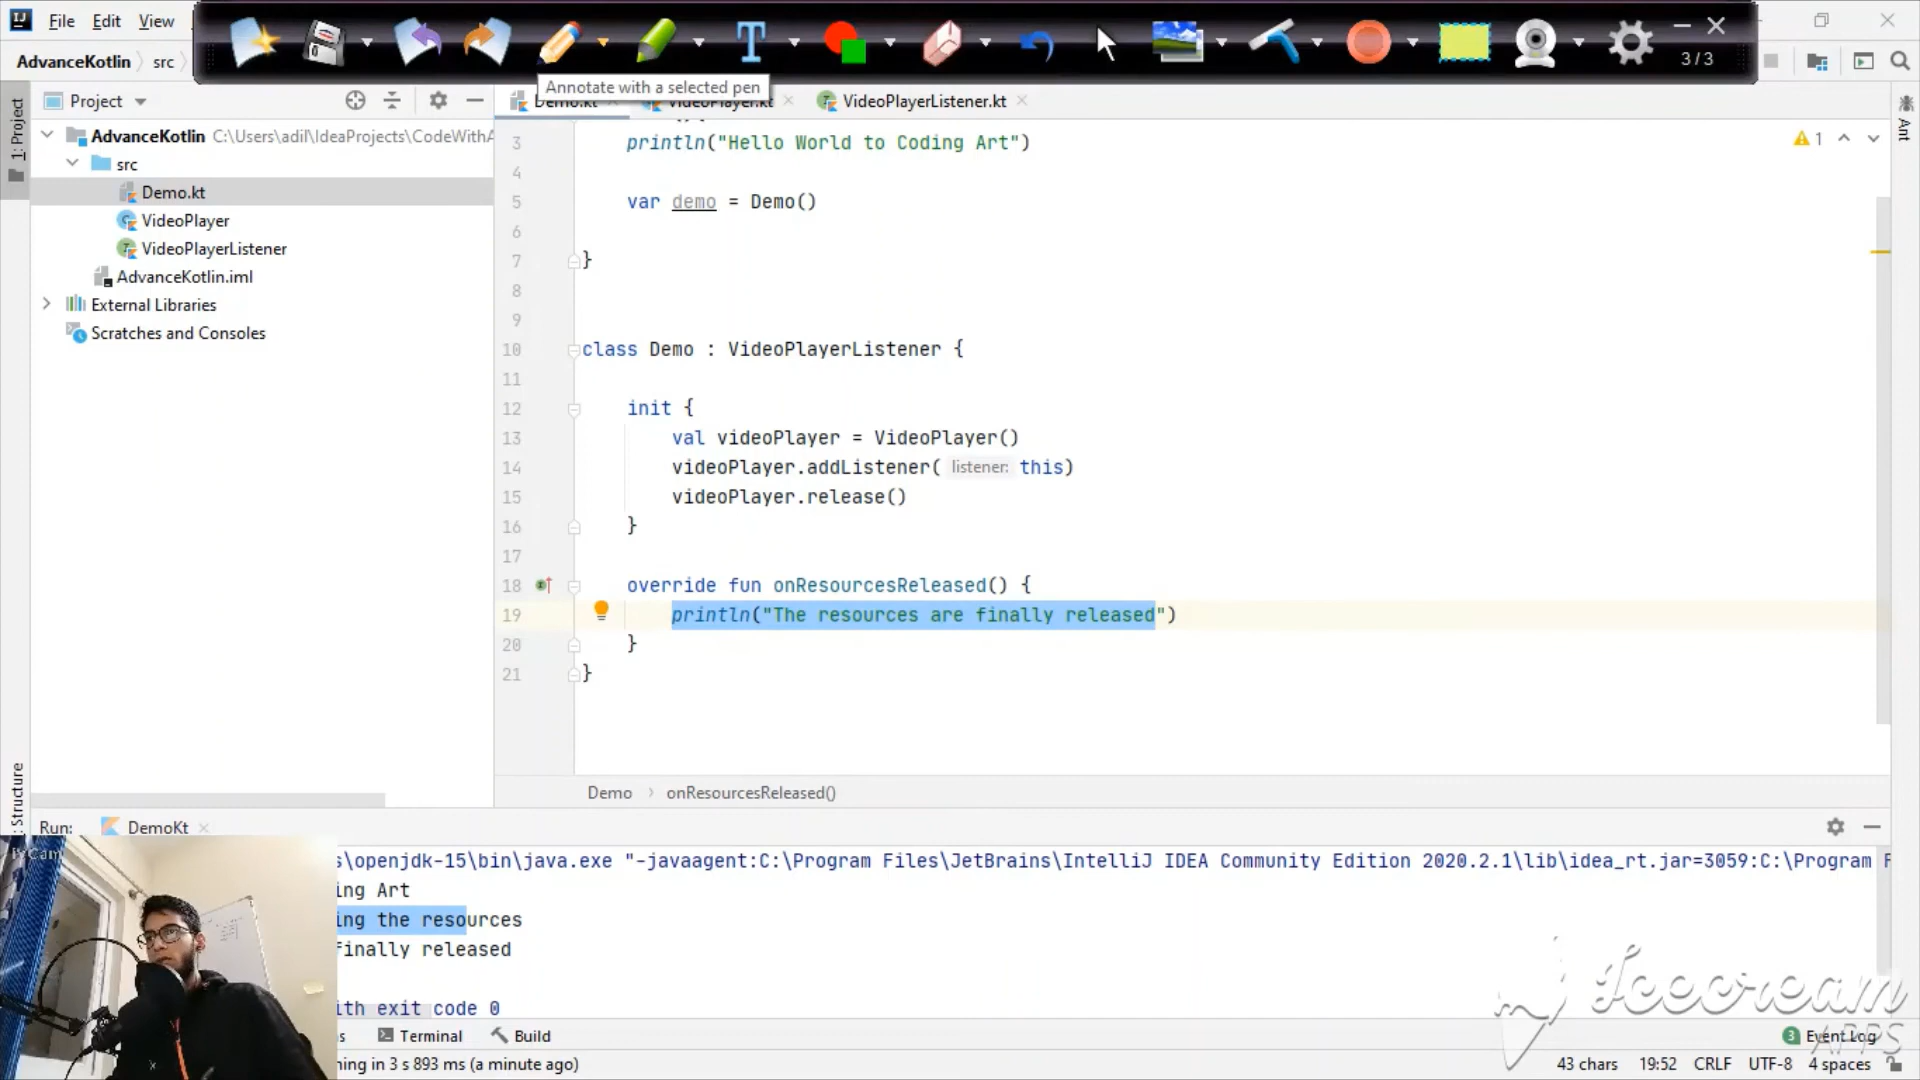 File Edit View
3/3
AdvanceKotlin src
Annotate with a selected pen
1: Project
Project
VideoPlayerListener.kt
Ant
AdvanceKotlin C:\Users\adil\IdeaProjects\CodeWithA
src
Demo.kt
VideoPlayer
VideoPlayerListener
AdvanceKotlin.iml
External Libraries
Scratches and Consoles
3 println("Hello World to Coding Art")
1
4
5 var demo = Demo()
6
7 }
8
9
10 class Demo : VideoPlayerListener {
11
12 init {
13 val videoPlayer = VideoPlayer()
14 videoPlayer.addListener( listener: this)
15 videoPlayer.release()
16 }
17
18 override fun onResourcesReleased() {
19 println("The resources are finally released")
20 }
21 }
Structure
Demo onResourcesReleased()
Run: DemoKt
s\openjdk-15\bin\java.exe "-javaagent:C:\Program Files\JetBrains\IntelliJ IDEA Community Edition 2020.2.1\lib\idea_rt.jar=3059:C:\Program F
ing Art
ing the resources
finally released
ith exit code 0
Icecream
APPS
Terminal Build
3 Event Log
ning in 3 s 893 ms (a minute ago)
43 chars 19:52 CRLF UTF-8 4 spaces